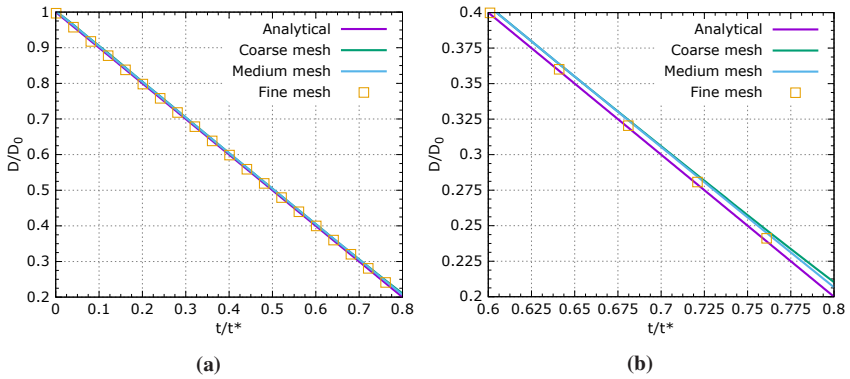 Analytical
Coarse mesh
Medium mesh
Fine mesh
1
0.9
0.8
0.7
0.6
0.5
0.4
0.3
0.2
D/D0
0 0.1 0.2 0.3 0.4 0.5 0.6 0.7 0.8
t/t*
(a)
Analytical
Coarse mesh
Medium mesh
Fine mesh
0.4
0.375
0.35
0.325
0.3
0.275
0.25
0.225
0.2
D/D0
0.6 0.625 0.65 0.675 0.7 0.725 0.75 0.775 0.8
t/t*
(b)